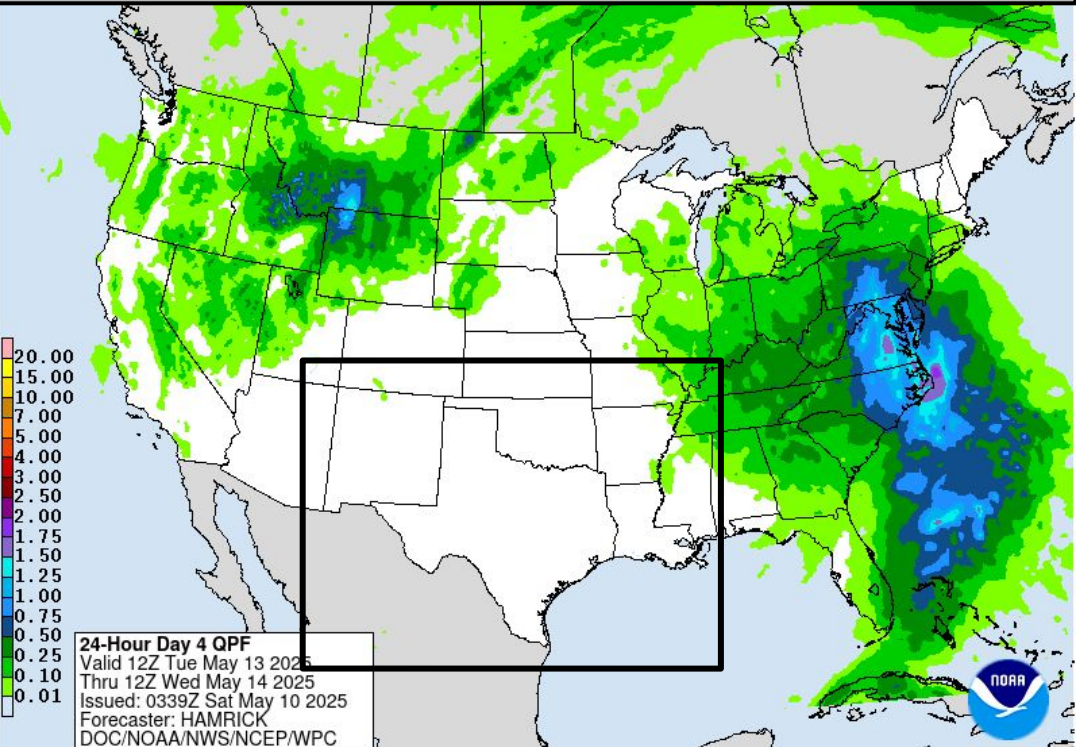 20.00
15.00
10.00
7.00
5.00
4.00
3.00
2.50
2.00
1.75
1.50
1.25
1.00
0.75
0.50
0.25
0.10
0.01
24-Hour Day 4 QPF
Valid 12Z Tue May 13 2025
Thru 12Z Wed May 14 2025
Issued: 0339Z Sat May 10 2025
Forecaster: HAMRICK
DOC/NOAA/NWS/NCEP/WPC
NOAA